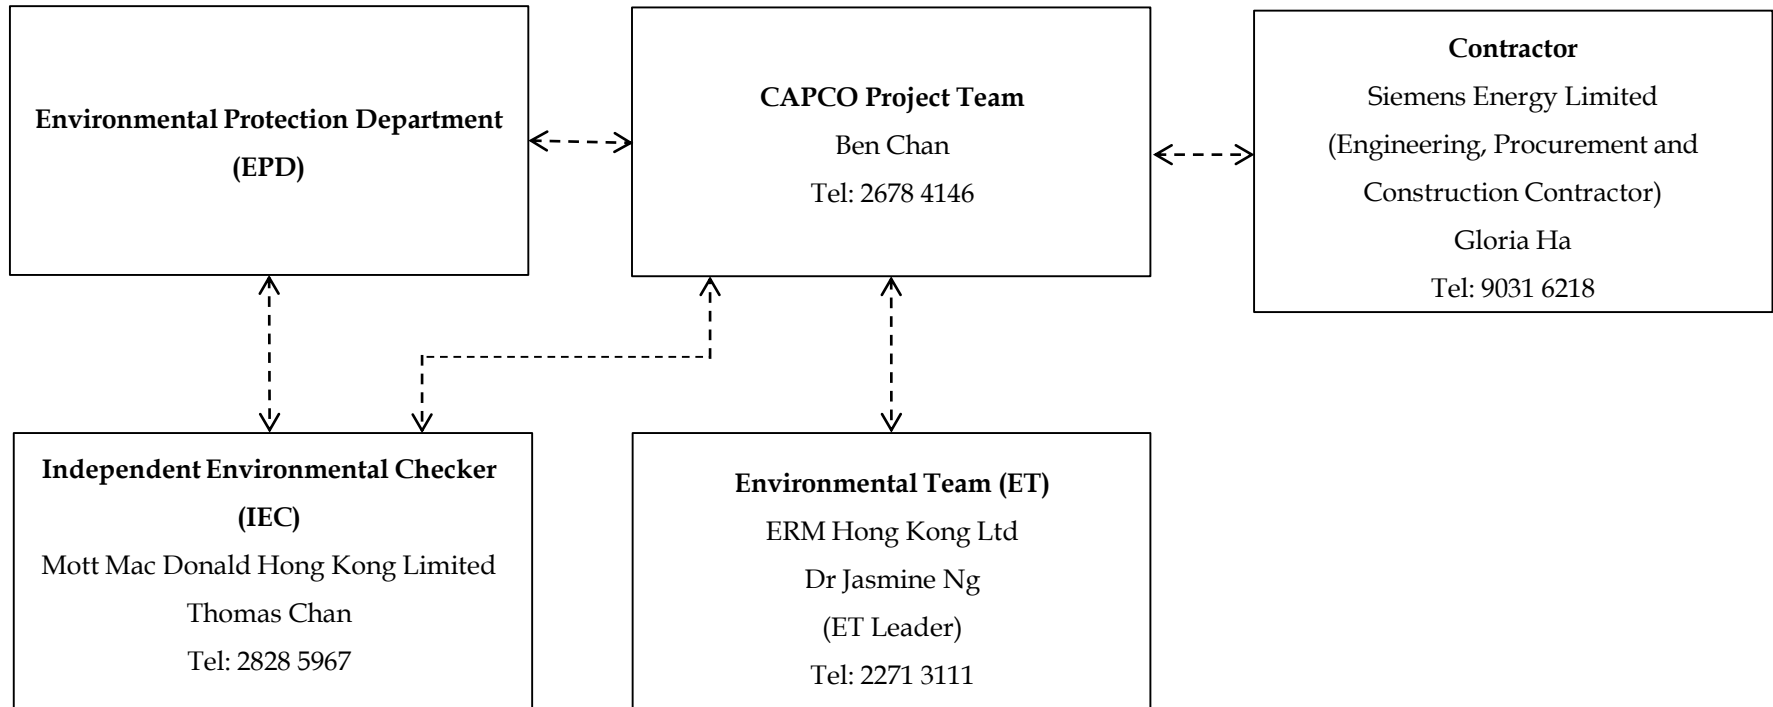 Environmental Protection Department
(EPD)
CAPCO Project Team
Ben Chan
Tel: 2678 4146
Contractor
Siemens Energy Limited
(Engineering, Procurement and
Construction Contractor)
Gloria Ha
Tel: 9031 6218
Independent Environmental Checker
(IEC)
Mott Mac Donald Hong Kong Limited
Thomas Chan
Tel: 2828 5967
Environmental Team (ET)
ERM Hong Kong Ltd
Dr Jasmine Ng
(ET Leader)
Tel: 2271 3111